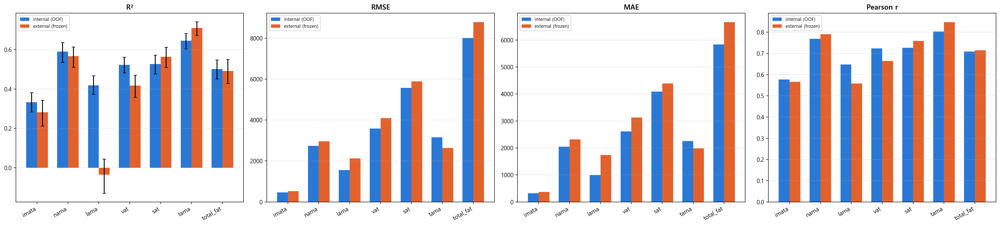 R²
internal (OOF)
external (frozen)
0.6
0.4
0.2
0.0
imata
nama
lama
vat
sat
tama
total_fat
RMSE
internal (OOF)
external (frozen)
8000
6000
4000
2000
0
imata
nama
lama
vat
sat
tama
total_fat
MAE
internal (OOF)
external (frozen)
6000
5000
4000
3000
2000
1000
0
imata
nama
lama
vat
sat
tama
total_fat
Pearson r
internal (OOF)
external (frozen)
0.8
0.7
0.6
0.5
0.4
0.3
0.2
0.1
0.0
imata
nama
lama
vat
sat
tama
total_fat